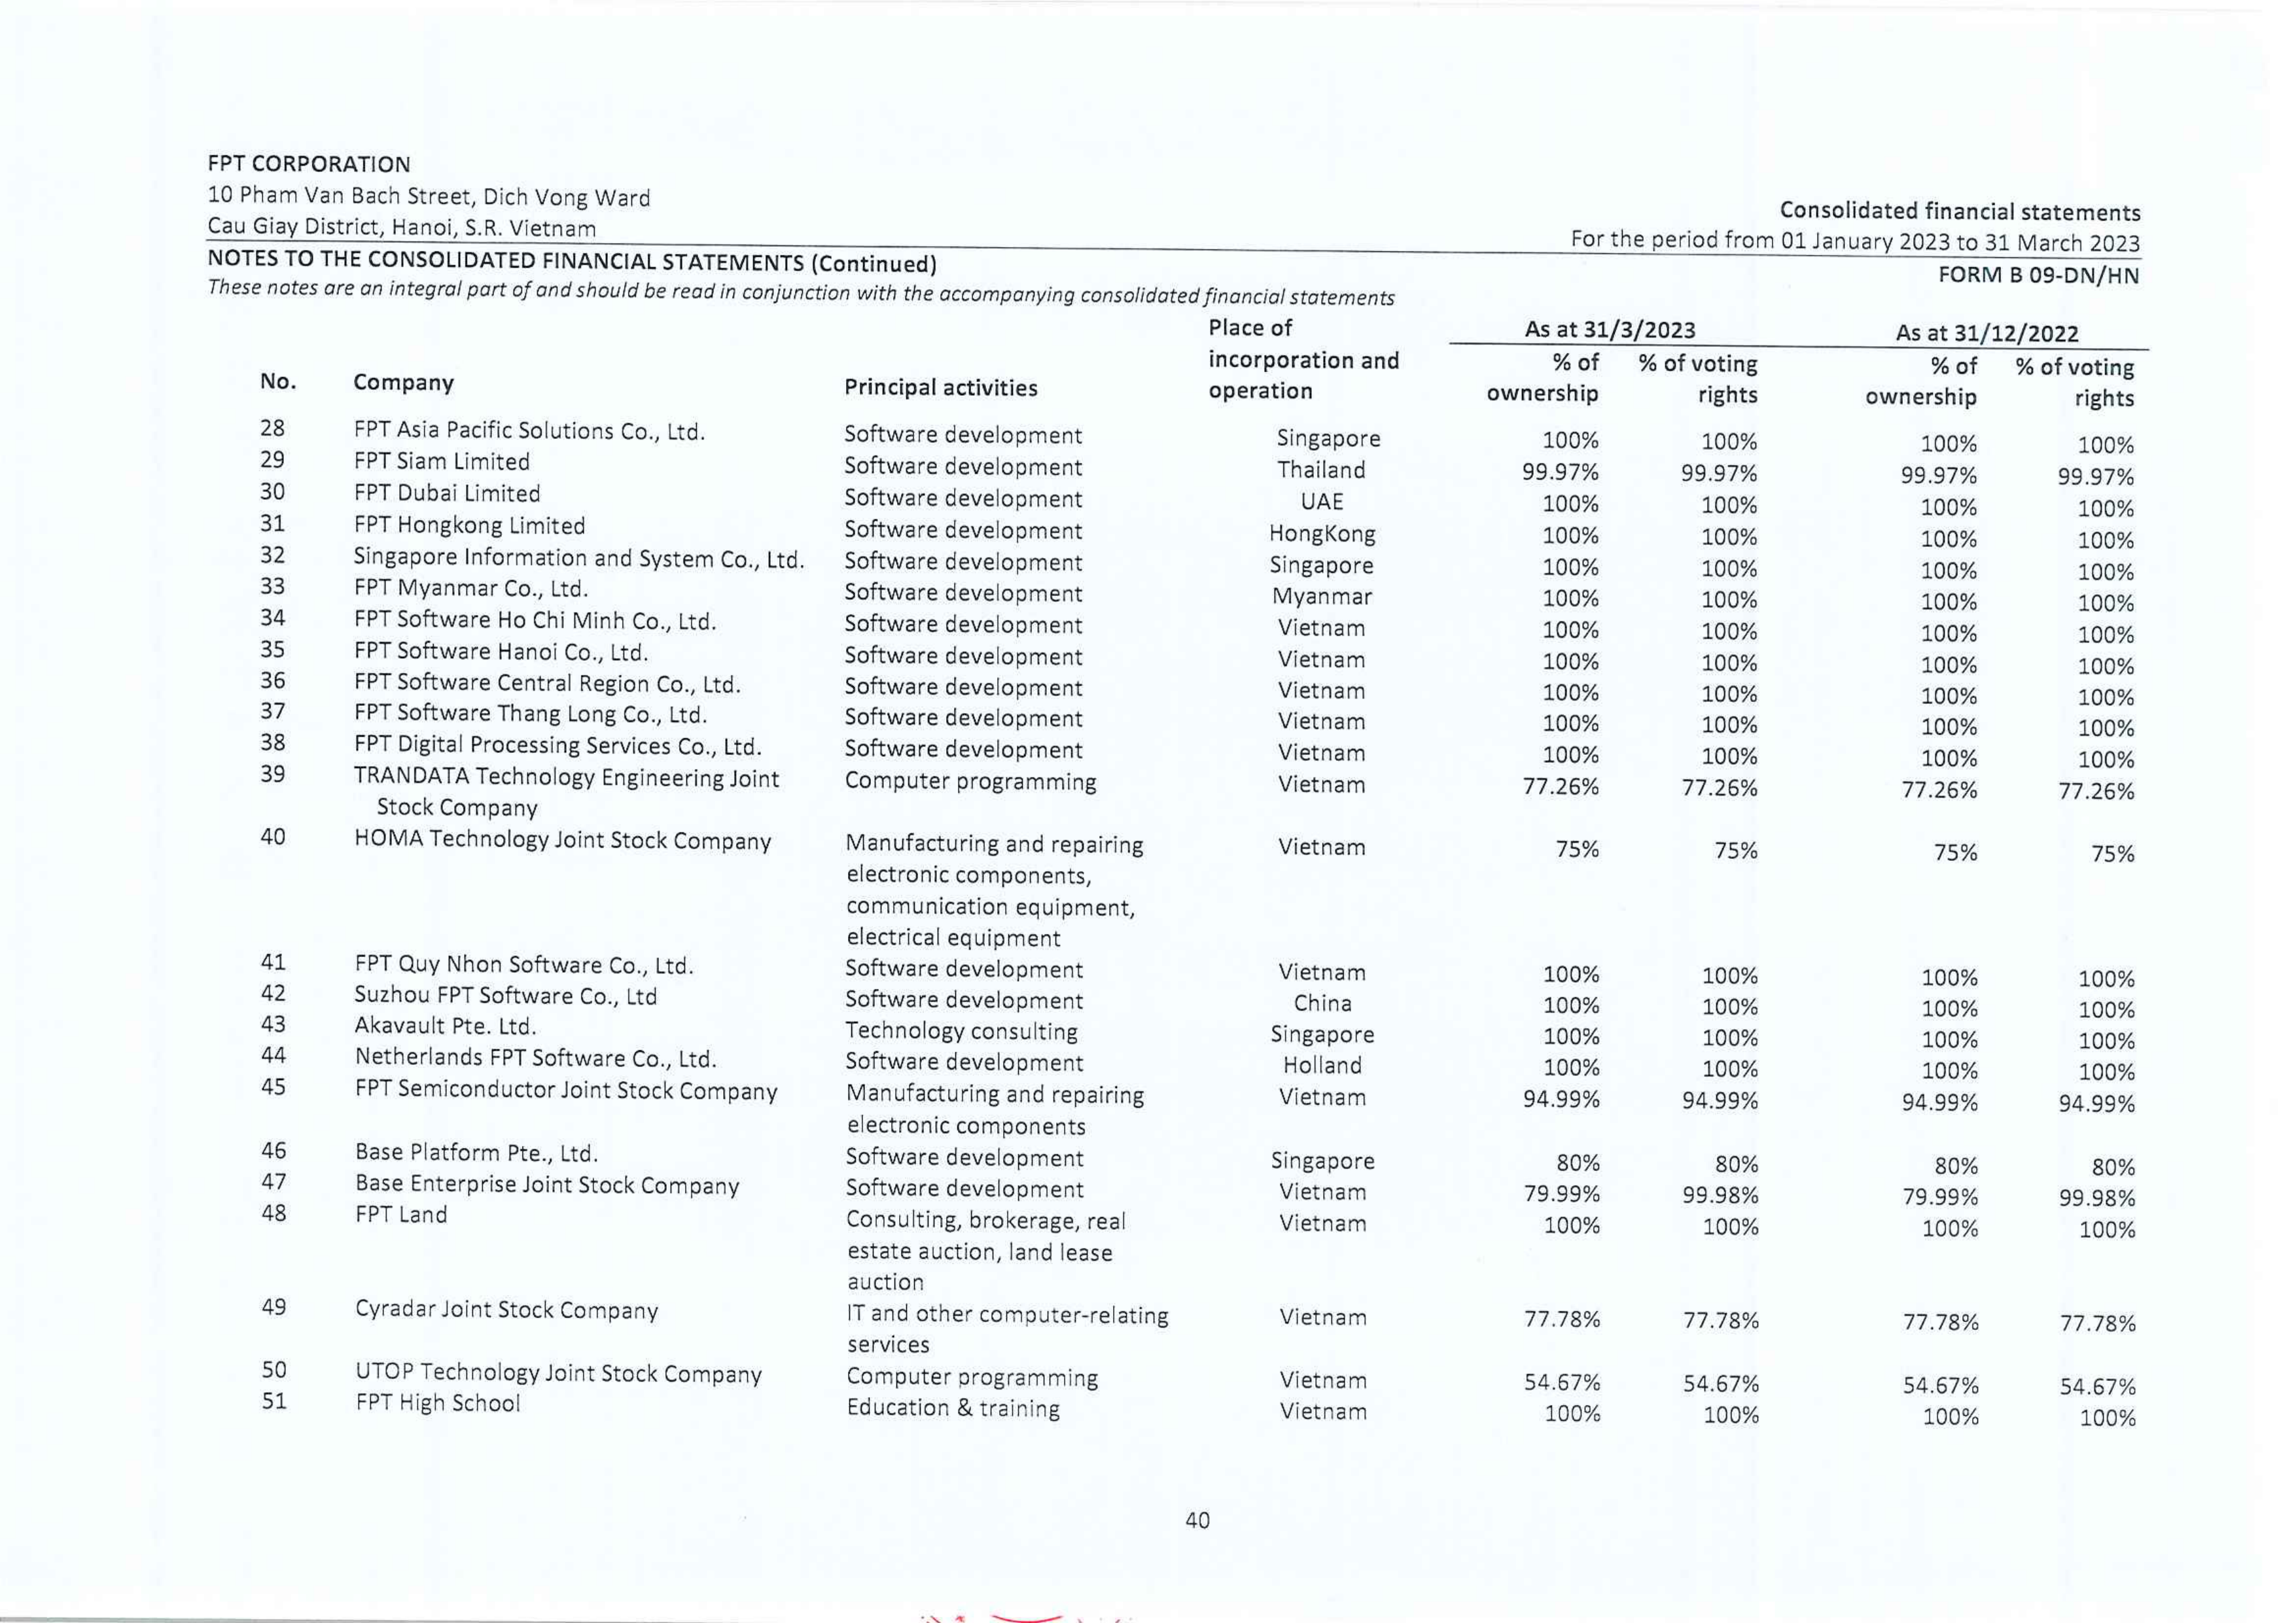 FPT CORPORATION
10 Pham Van Bach Street, Dich Vong Ward
Cau Giay District, Hanoi, S.R. Vietnam
Consolidated financial statements
For the period from 01 January 2023 to 31 March 2023
NOTES TO THE CONSOLIDATED FINANCIAL STATEMENTS (Continued)
FORM B 09-DN/HN
These notes are an integral part of and should be read in conjunction with the accompanying consolidated financial statements
Place of As at 31/3/2023 As at 31/12/2022
incorporation and % of % of voting % of % of voting
No. Company Principal activities operation ownership rights ownership rights
28 FPT Asia Pacific Solutions Co., Ltd. Software development Singapore 100% 100% 100% 100%
29 FPT Siam Limited Software development Thailand 99.97% 99.97% 99.97% 99.97%
30 FPT Dubai Limited Software development UAE 100% 100% 100% 100%
31 FPT Hongkong Limited Software development HongKong 100% 100% 100% 100%
32 Singapore Information and System Co., Ltd. Software development Singapore 100% 100% 100% 100%
33 FPT Myanmar Co., Ltd. Software development Myanmar 100% 100% 100% 100%
34 FPT Software Ho Chi Minh Co., Ltd. Software development Vietnam 100% 100% 100% 100%
35 FPT Software Hanoi Co., Ltd. Software development Vietnam 100% 100% 100% 100%
36 FPT Software Central Region Co., Ltd. Software development Vietnam 100% 100% 100% 100%
37 FPT Software Thang Long Co., Ltd. Software development Vietnam 100% 100% 100% 100%
38 FPT Digital Processing Services Co., Ltd. Software development Vietnam 100% 100% 100% 100%
39 TRANDATA Technology Engineering Joint Computer programming Vietnam 77.26% 77.26% 77.26% 77.26%
Stock Company
40 HOMA Technology Joint Stock Company Manufacturing and repairing Vietnam 75% 75% 75% 75%
electronic components,
communication equipment,
electrical equipment
41 FPT Quy Nhon Software Co., Ltd. Software development Vietnam 100% 100% 100% 100%
42 Suzhou FPT Software Co., Ltd Software development China 100% 100% 100% 100%
43 Akavault Pte. Ltd. Technology consulting Singapore 100% 100% 100% 100%
44 Netherlands FPT Software Co., Ltd. Software development Holland 100% 100% 100% 100%
45 FPT Semiconductor Joint Stock Company Manufacturing and repairing Vietnam 94.99% 94.99% 94.99% 94.99%
electronic components
46 Base Platform Pte., Ltd. Software development Singapore 80% 80% 80% 80%
47 Base Enterprise Joint Stock Company Software development Vietnam 79.99% 99.98% 79.99% 99.98%
48 FPT Land Consulting, brokerage, real Vietnam 100% 100% 100% 100%
estate auction, land lease
auction
49 Cyradar Joint Stock Company IT and other computer-relating Vietnam 77.78% 77.78% 77.78% 77.78%
services
50 UTOP Technology Joint Stock Company Computer programming Vietnam 54.67% 54.67% 54.67% 54.67%
51 FPT High School Education & training Vietnam 100% 100% 100% 100%
40